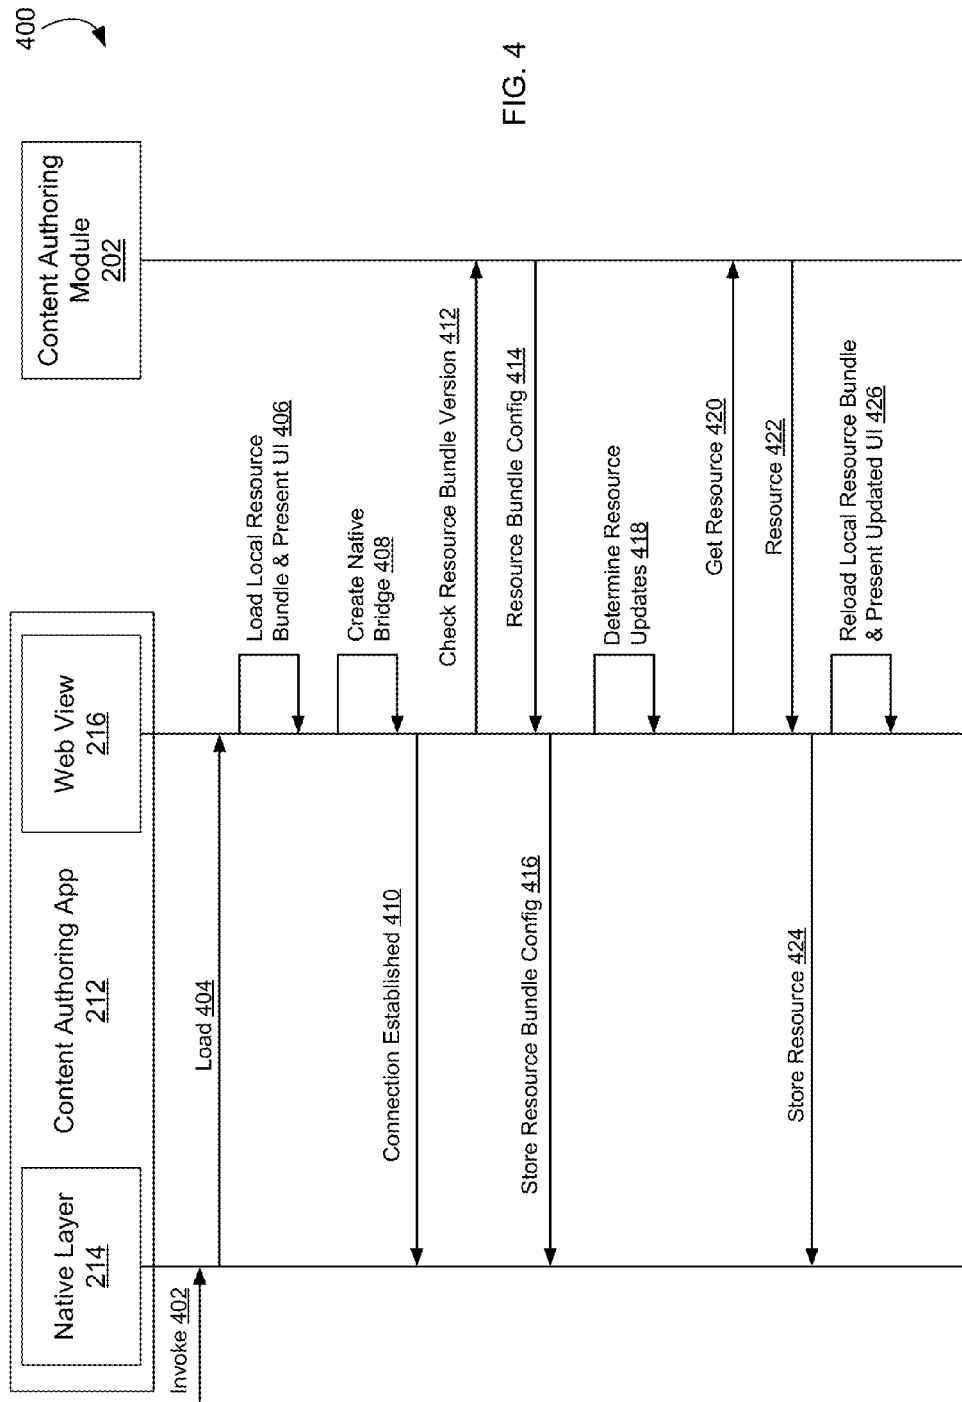 400
Native Layer
214
Content Authoring App
212
Web View
216
Content Authoring
Module
202
Invoke 402
Load 404
Load Local Resource
Bundle & Present UI 406
Create Native
Bridge 408
Connection Established 410
Check Resource Bundle Version 412
Resource Bundle Config 414
Store Resource Bundle Config 416
Determine Resource
Updates 418
Get Resource 420
Resource 422
Store Resource 424
Reload Local Resource Bundle
& Present Updated UI 426
FIG. 4